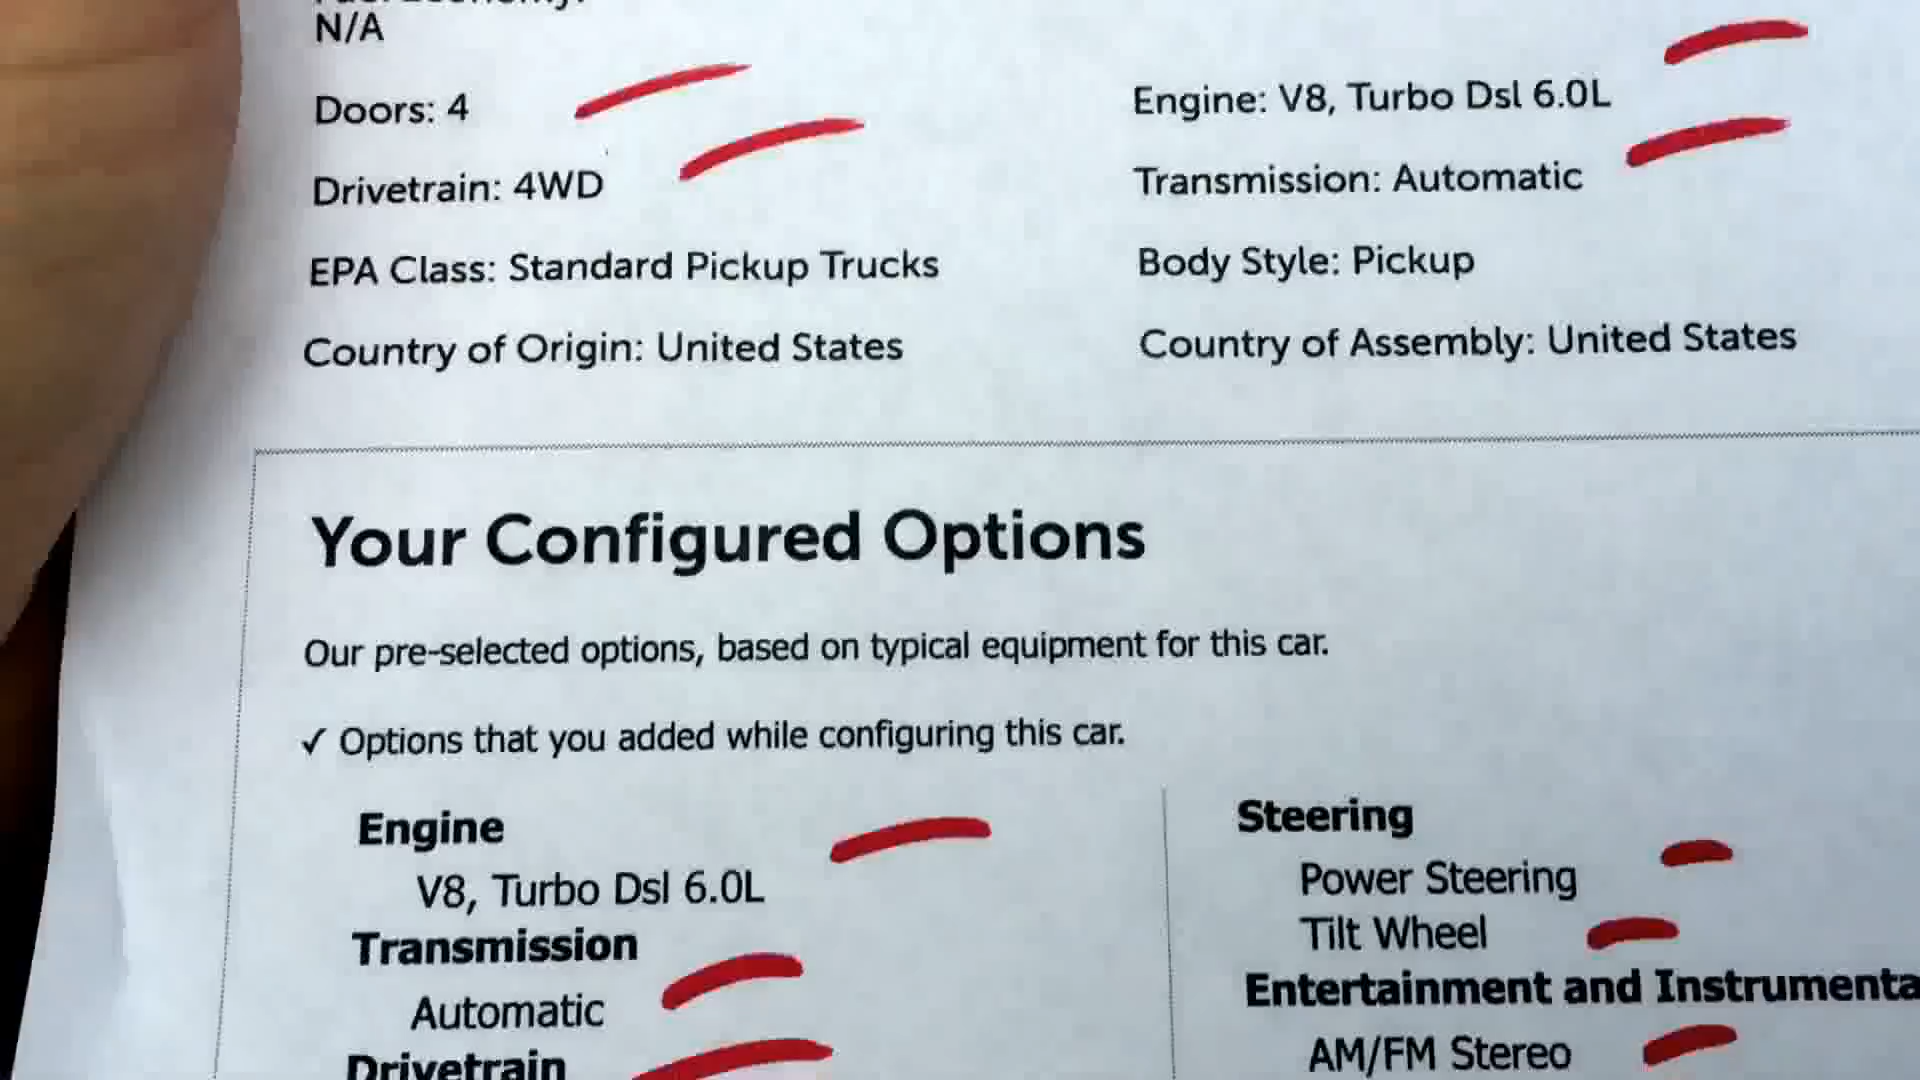 N/A
Doors: 4
Engine: V8, Turbo Dsl 6.0L
Drivetrain: 4WD
Transmission: Automatic
EPA Class: Standard Pickup Trucks
Body Style: Pickup
Country of Origin: United States
Country of Assembly: United States
Your Configured Options
Our pre-selected options, based on typical equipment for this car.
✓ Options that you added while configuring this car.
Engine
V8, Turbo Dsl 6.0L
Transmission
Automatic
Drivetrain
Steering
Power Steering
Tilt Wheel
Entertainment and Instrumenta
AM/FM Stereo